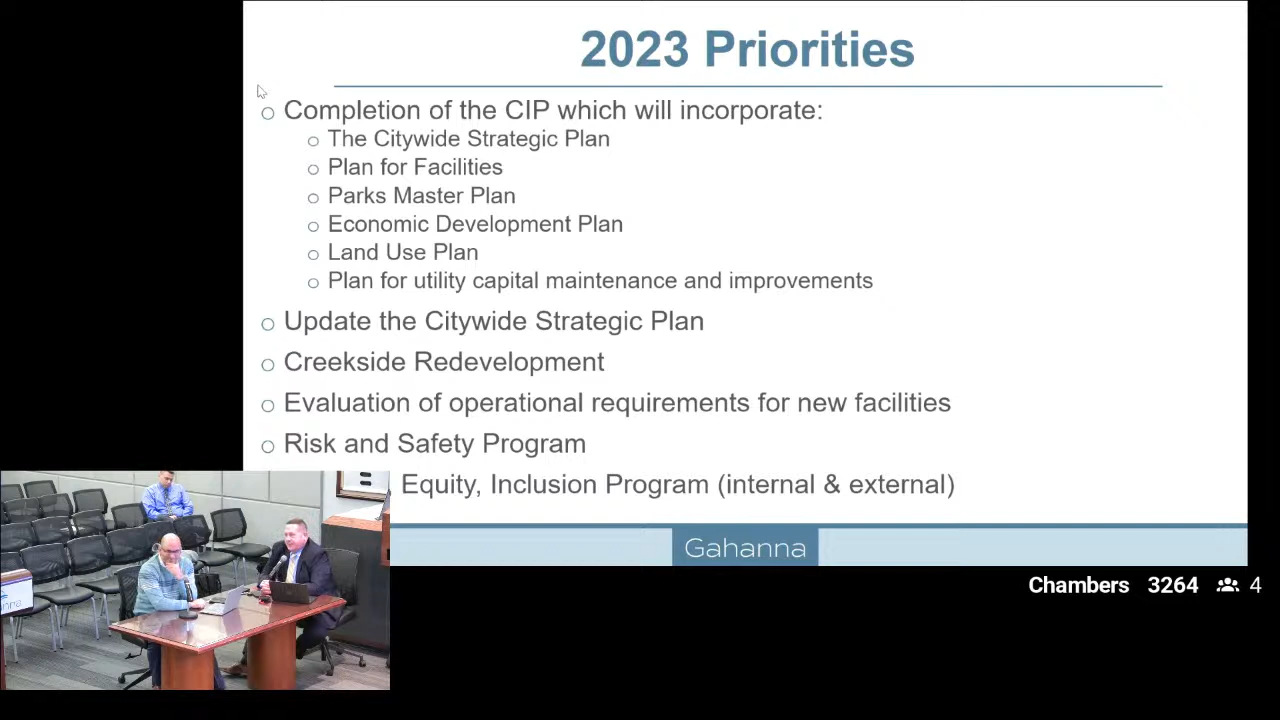 2023 Priorities
Completion of the CIP which will incorporate:
The Citywide Strategic Plan
Plan for Facilities
Parks Master Plan
Economic Development Plan
Land Use Plan
Plan for utility capital maintenance and improvements
Update the Citywide Strategic Plan
Creekside Redevelopment
Evaluation of operational requirements for new facilities
Risk and Safety Program
Equity, Inclusion Program (internal & external)
Gahanna
Chambers 3264 4